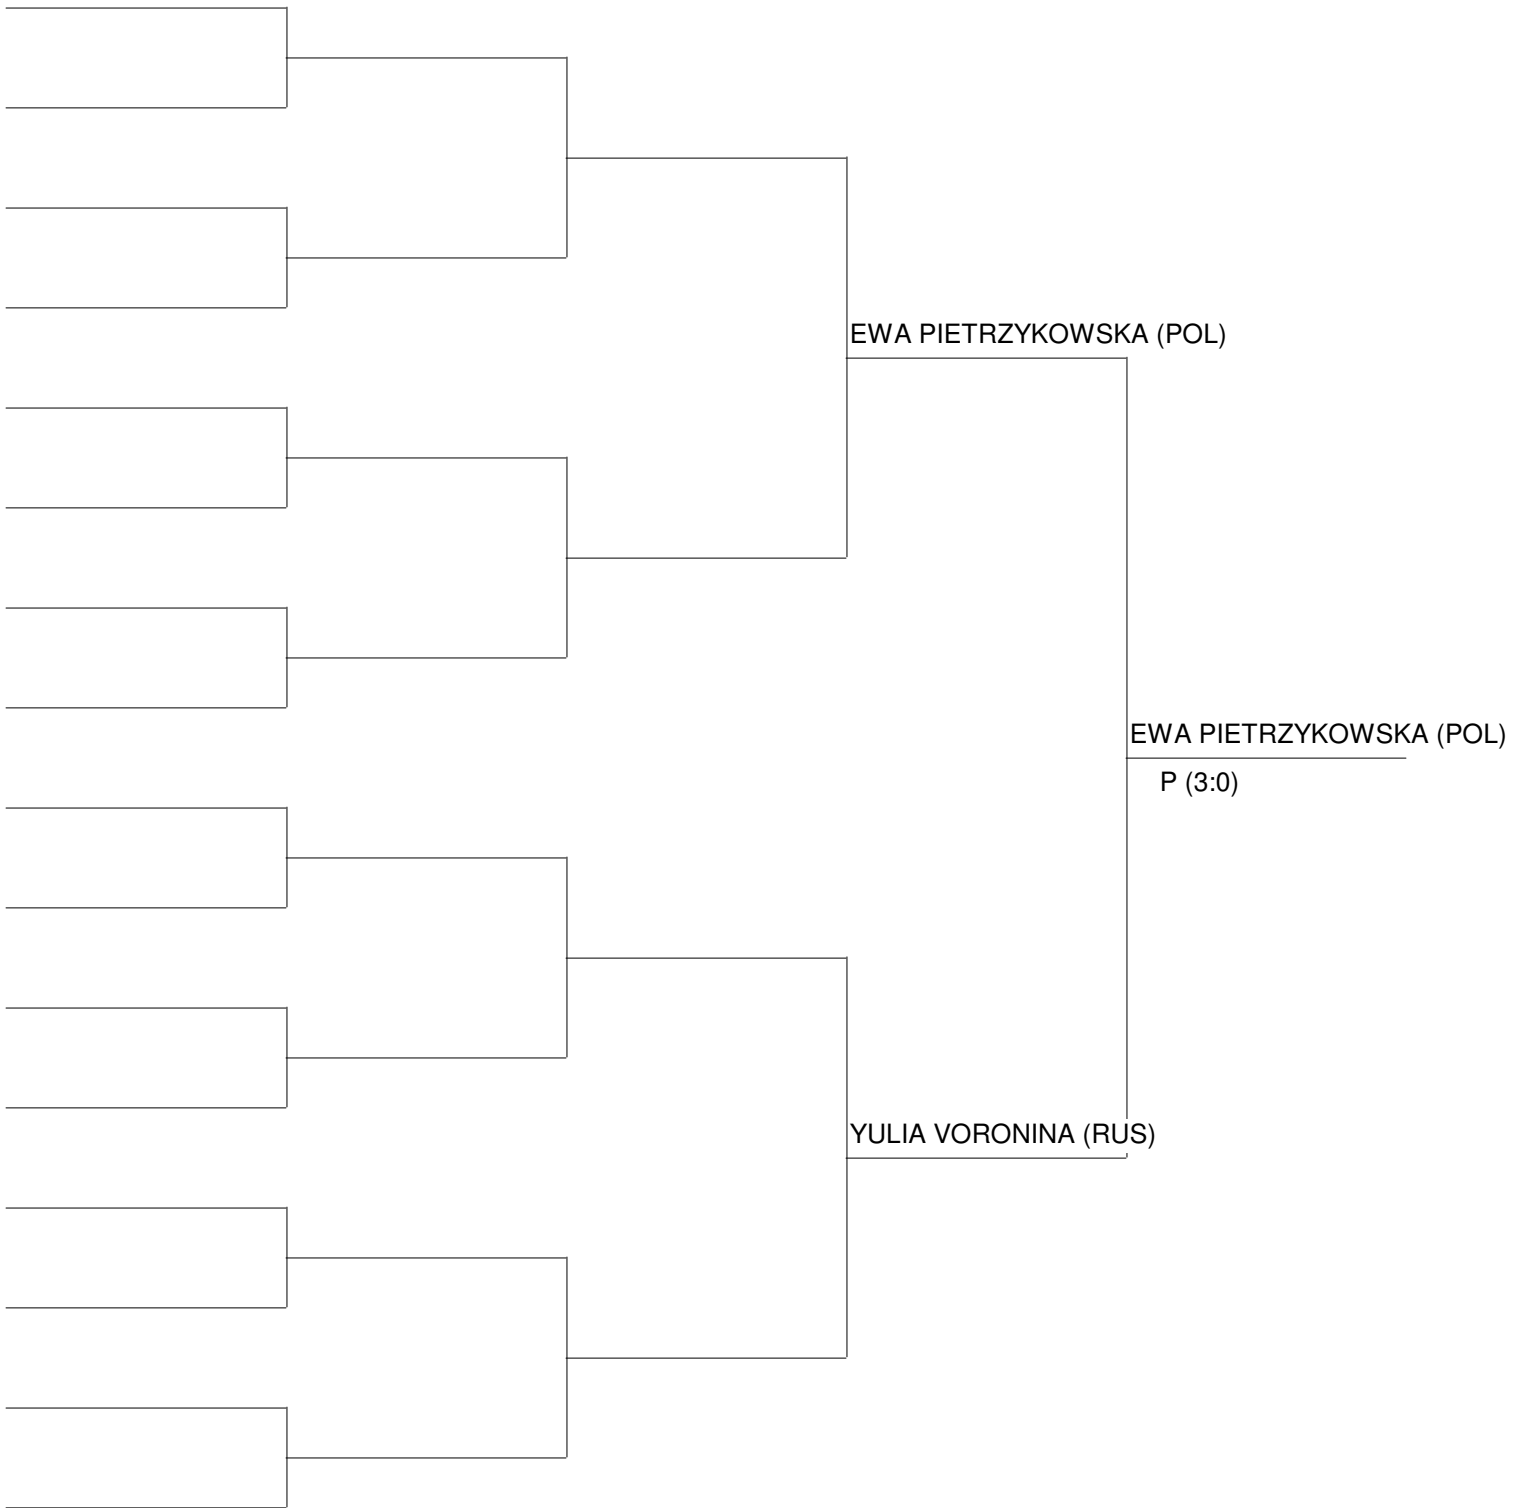 EWA PIETRZYKOWSKA (POL)
EWA PIETRZYKOWSKA (POL)
P (3:0)
YULIA VORONINA (RUS)